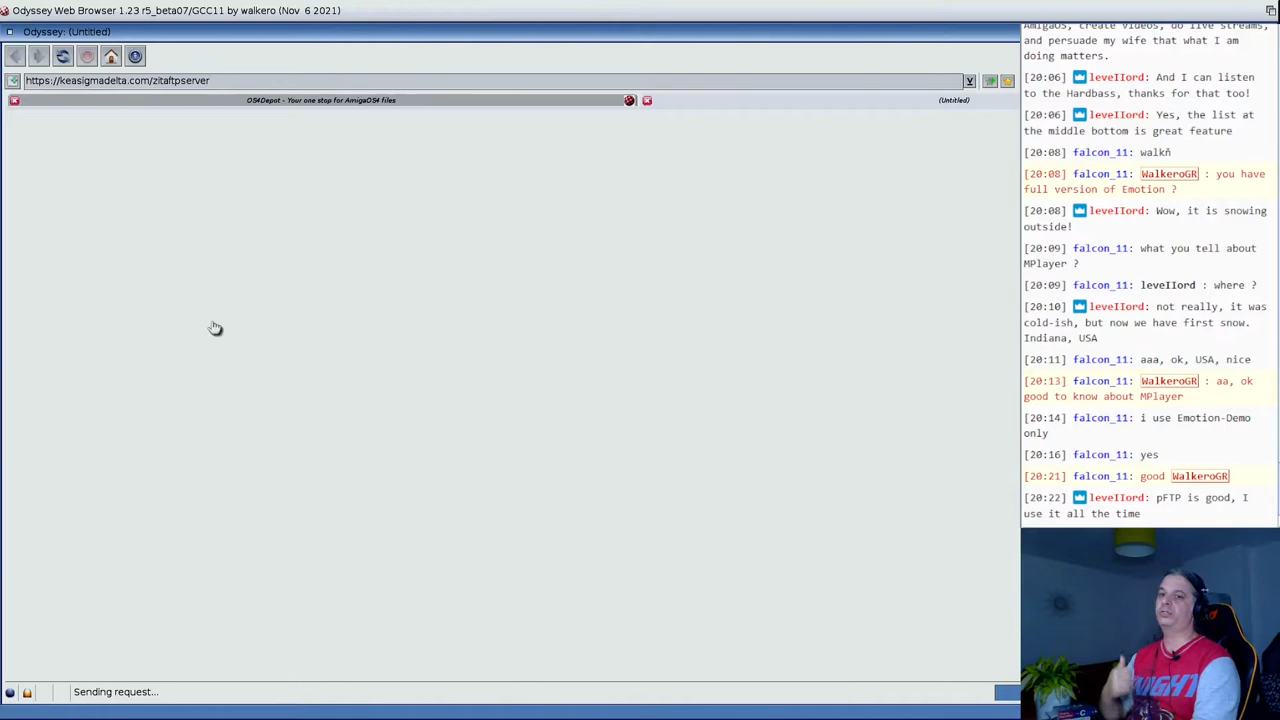 Odyssey Web Browser 1.23 r5_beta07/GCC11 by walkero (Nov 6 2021)
Odyssey: (Untitled)
https://keasigmadelta.com/zitaftpserver
OS4Depot - Your one stop for AmigaOS4 files
(Untitled)
Sending request...
AmigaOS, create videos, do live streams,
and persuade my wife that what I am
doing matters.
[20:06] leveIIord: And I can listen
to the Hardbass, thanks for that too!
[20:06] leveIIord: Yes, the list at
the middle bottom is great feature
[20:08] falcon_11: walkň
[20:08] falcon_11: WalkeroGR : you have
full version of Emotion ?
[20:08] leveIIord: Wow, it is snowing
outside!
[20:09] falcon_11: what you tell about
MPlayer ?
[20:09] falcon_11: leveIIord : where ?
[20:10] leveIIord: not really, it was
cold-ish, but now we have first snow.
Indiana, USA
[20:11] falcon_11: aaa, ok, USA, nice
[20:13] falcon_11: WalkeroGR : aa, ok
good to know about MPlayer
[20:14] falcon_11: i use Emotion-Demo
only
[20:16] falcon_11: yes
[20:21] falcon_11: good WalkeroGR
[20:22] leveIIord: pFTP is good, I
use it all the time